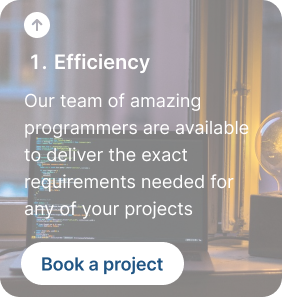 1. Efficiency
Our team of amazing
programmers are available
to deliver the exact
requirements needed for
any of your projects
Book a project